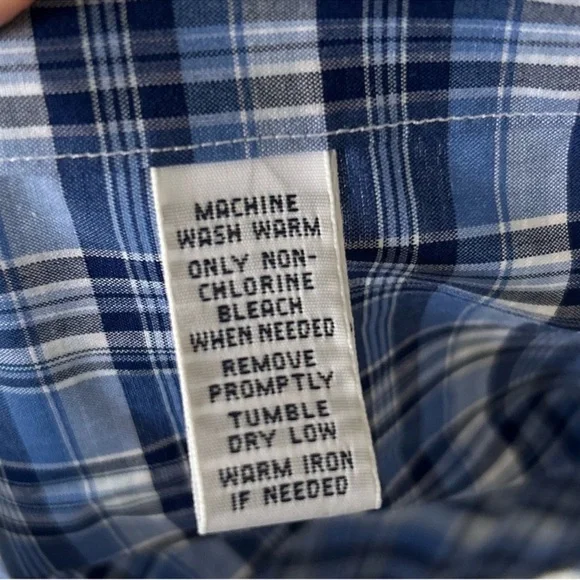 MACHINE
WASH WARM
ONLY NON-
CHLORINE
BLEACH
WHEN NEEDED
REMOVE
PROMPTLY
TUMBLE
DRY LOW
WARM IRON
IF NEEDED